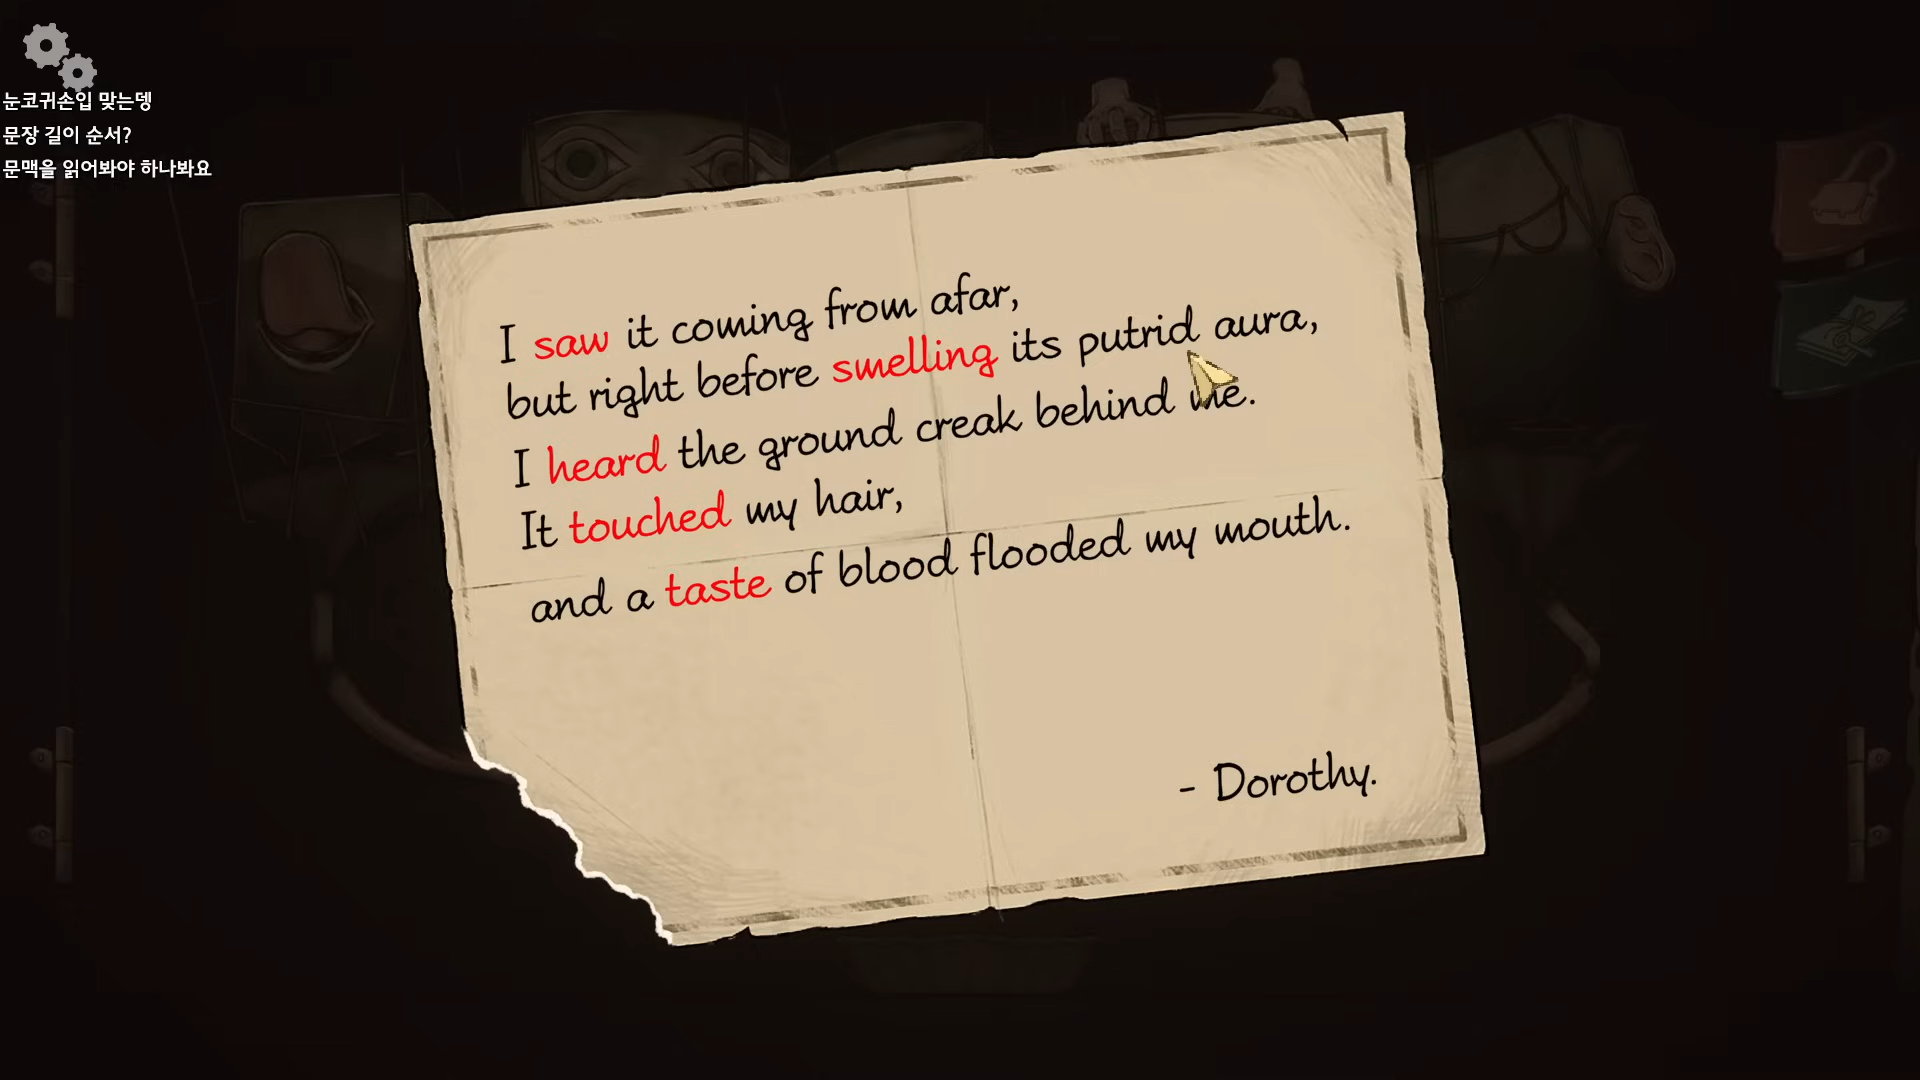 눈코귀손입 맞는뎅
문장 길이 순서?
문맥을 읽어봐야 하나봐요
I saw it coming from afar,
but right before smelling its putrid aura,
I heard the ground creak behind me.
It touched my hair,
and a taste of blood flooded my mouth.
- Dorothy.